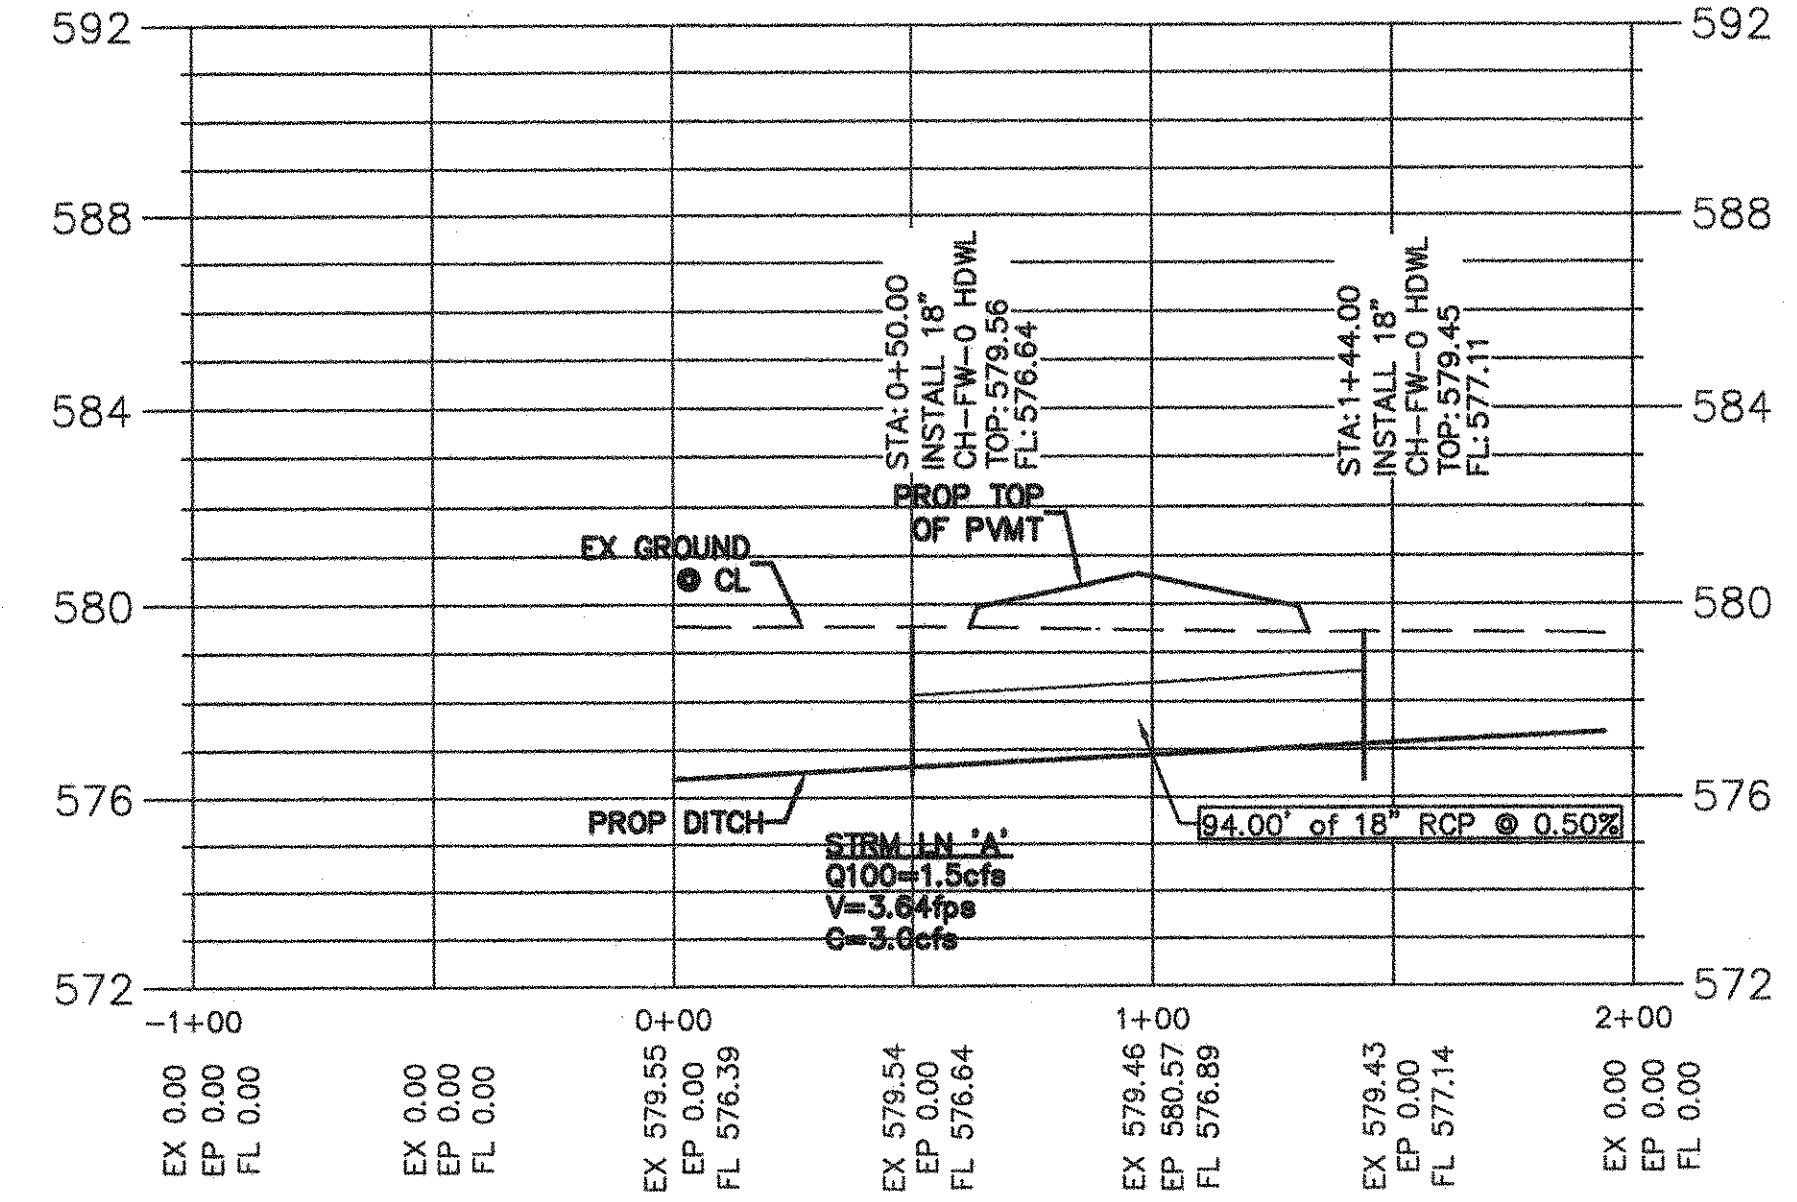 592
592
588
588
584
584
580
580
576
576
572
572
STA:0+50.00
INSTALL 18"
CH-FW-0 HDWL
TOP:579.56
FL:576.64
STA:1+44.00
INSTALL 18"
CH-FW-0 HDWL
TOP:579.45
FL:577.11
PROP TOP
OF PVMT
EX GROUND
@ CL
PROP DITCH
94.00' of 18" RCP @ 0.50%
STRM LN 'A'
Q100=1.5cfs
V=3.64fps
C=3.0cfs
-1+00
0+00
1+00
2+00
EX 0.00
EP 0.00
FL 0.00
EX 0.00
EP 0.00
FL 0.00
EX 579.55
EP 0.00
FL 576.39
EX 579.54
EP 0.00
FL 576.64
EX 579.46
EP 580.57
FL 576.89
EX 579.43
EP 0.00
FL 577.14
EX 0.00
EP 0.00
FL 0.00